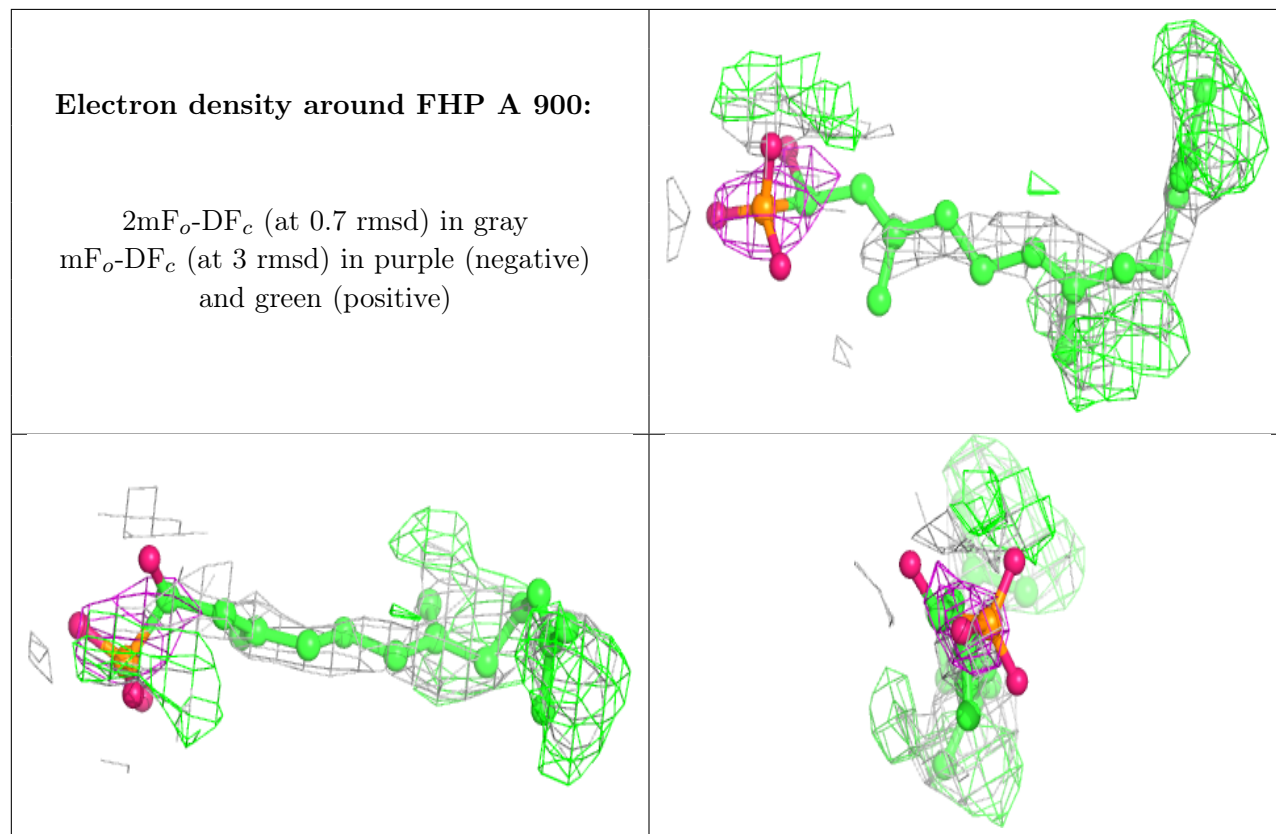 Electron density around FHP A 900:
2mFₒ-DF𝒸 (at 0.7 rmsd) in gray
mFₒ-DF𝒸 (at 3 rmsd) in purple (negative)
and green (positive)